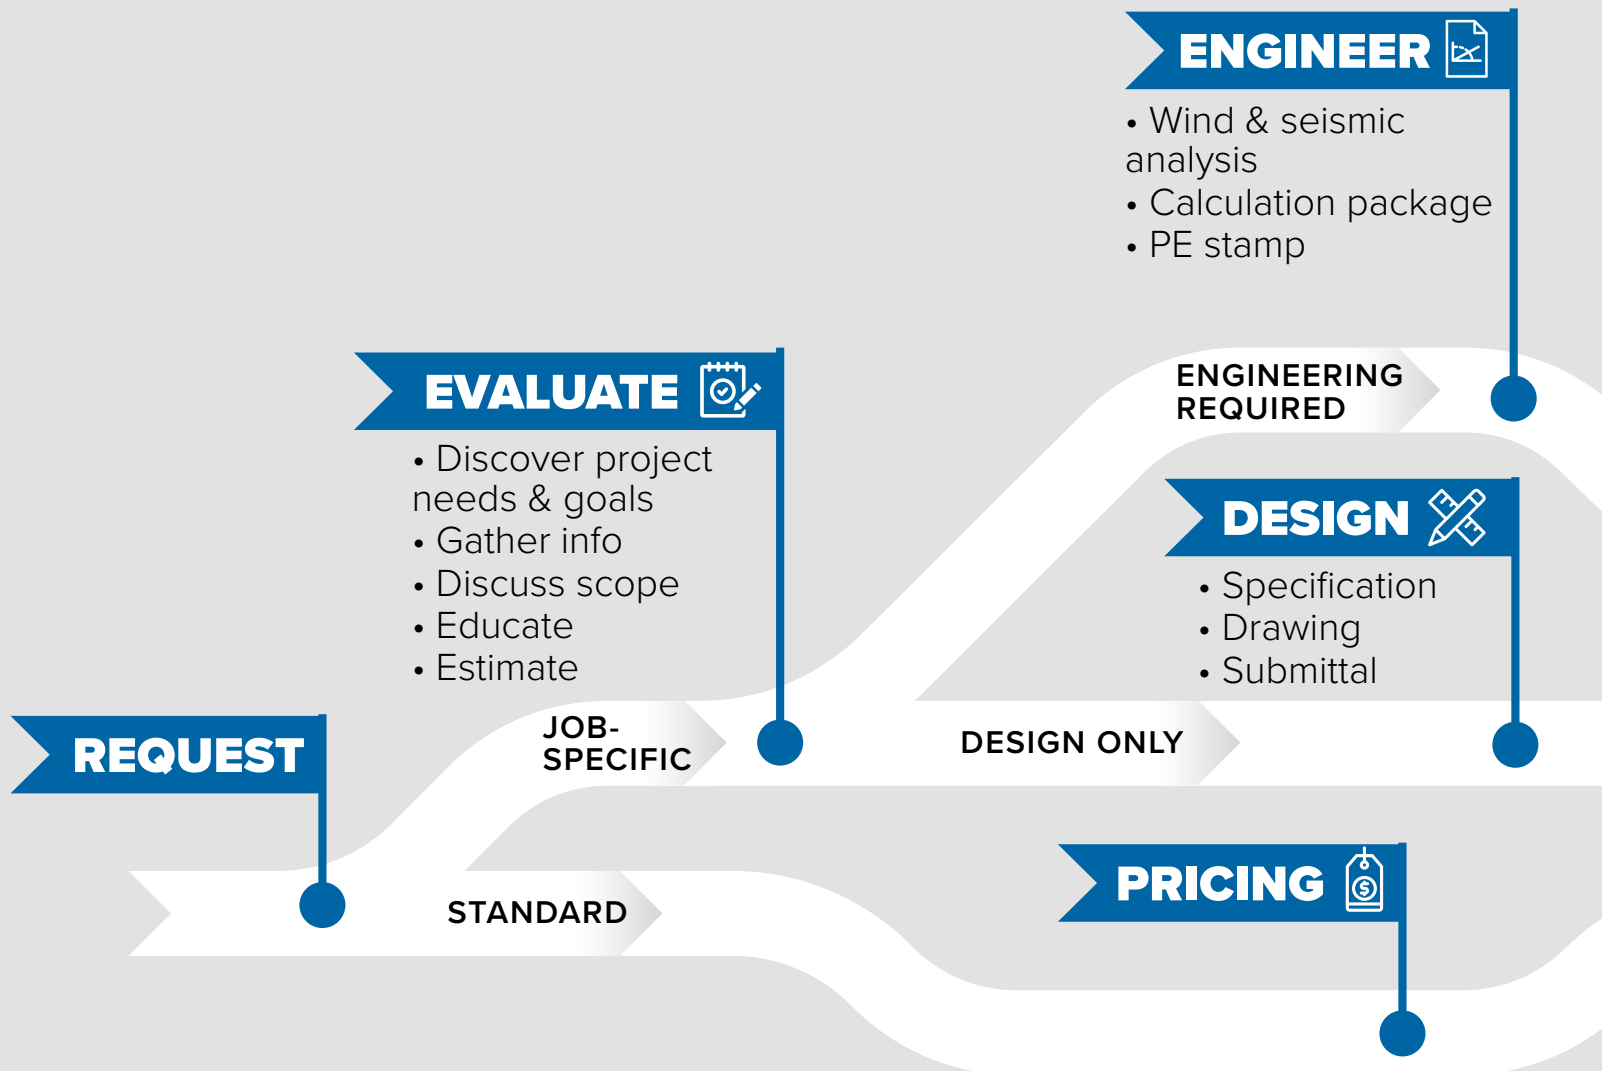 ENGINEER
• Wind & seismic
analysis
• Calculation package
• PE stamp
EVALUATE
• Discover project
needs & goals
• Gather info
• Discuss scope
• Educate
• Estimate
ENGINEERING
REQUIRED
DESIGN
• Specification
• Drawing
• Submittal
REQUEST
JOB-
SPECIFIC
DESIGN ONLY
STANDARD
PRICING
$